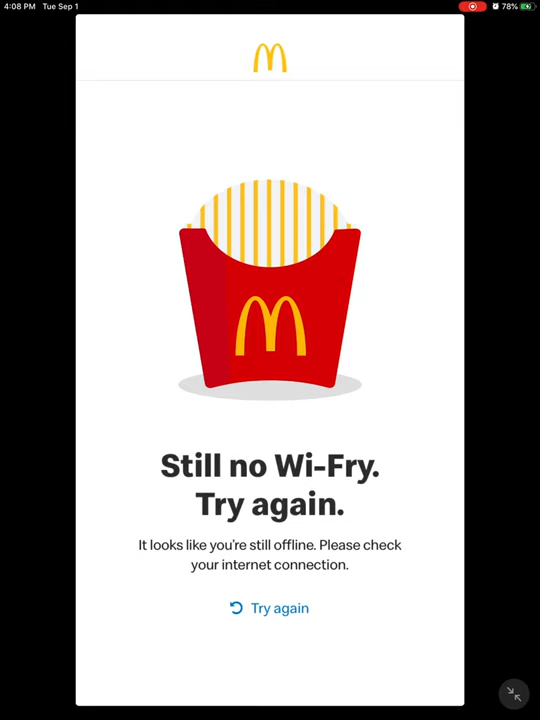 4:08 PM Tue Sep 1
78%
Still no Wi-Fry.
Try again.
It looks like you're still offline. Please check
your internet connection.
Try again